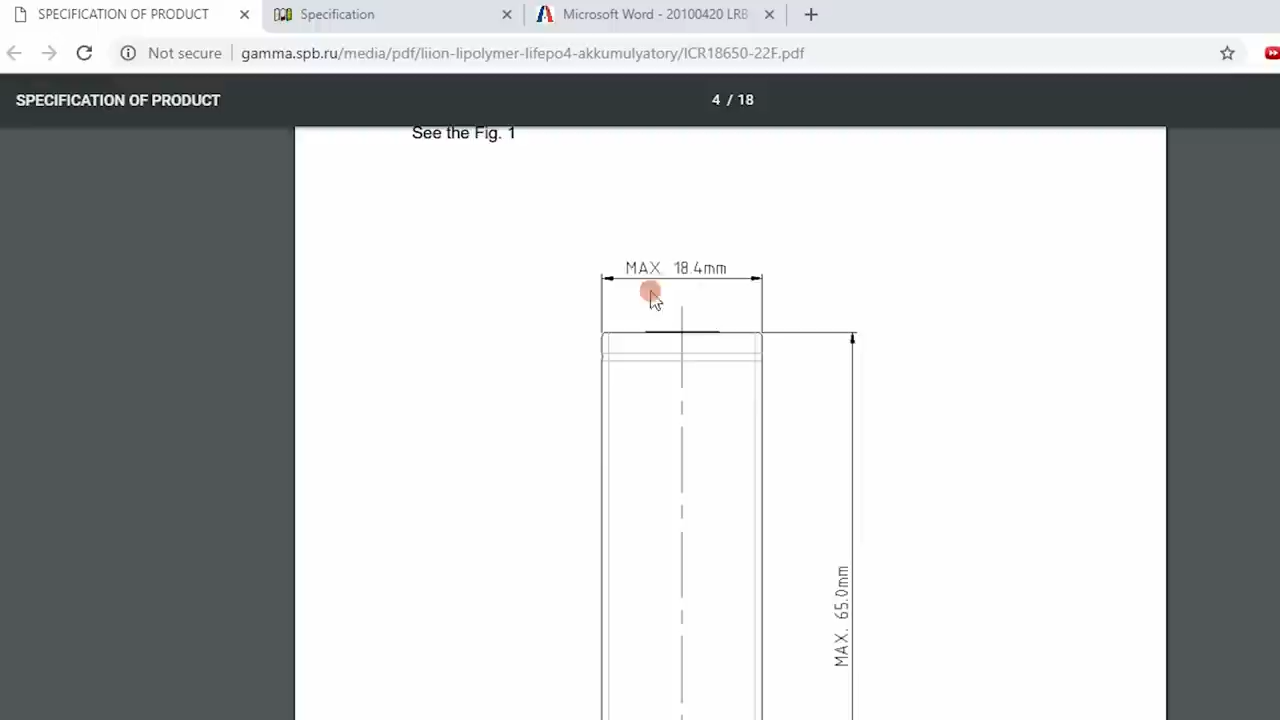 SPECIFICATION OF PRODUCT
Specification
Microsoft Word - 20100420 LRB
Not secure
gamma.spb.ru/media/pdf/liion-lipolymer-lifepo4-akkumulyatory/ICR18650-22F.pdf
SPECIFICATION OF PRODUCT
4 / 18
See the Fig. 1
MAX. 18.4mm
MAX. 65.0mm